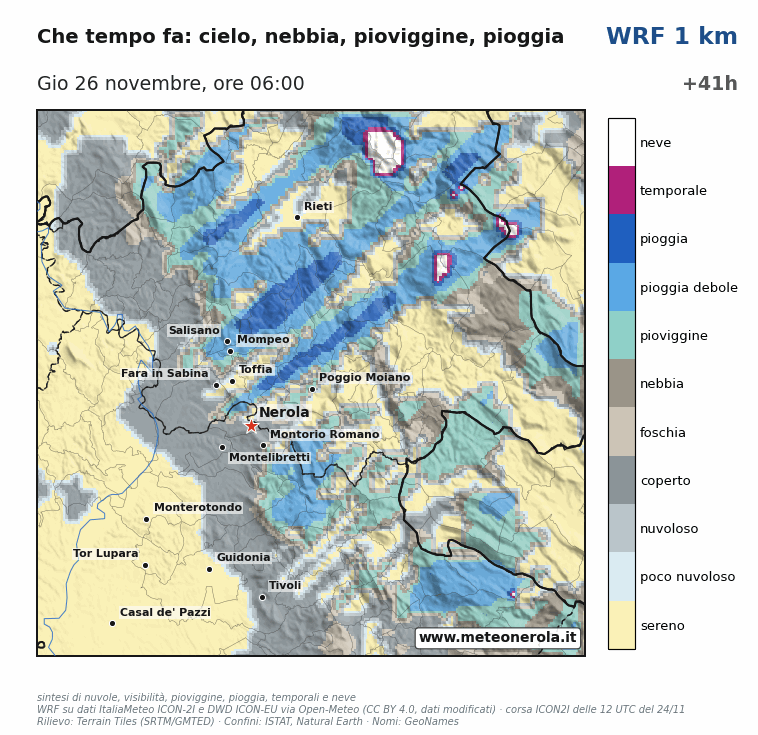 Che tempo fa: cielo, nebbia, pioviggine, pioggia
WRF 1 km
Gio 26 novembre, ore 06:00
+41h
neve
temporale
pioggia
pioggia debole
pioviggine
nebbia
foschia
coperto
nuvoloso
poco nuvoloso
sereno
Rieti
Salisano
Mompeo
Fara in Sabina
Toffia
Poggio Moiano
Nerola
Montorio Romano
Montelibretti
Monterotondo
Tor Lupara
Guidonia
Tivoli
Casal de' Pazzi
www.meteonerola.it
sintesi di nuvole, visibilità, pioviggine, pioggia, temporali e neve
WRF su dati ItaliaMeteo ICON-2I e DWD ICON-EU via Open-Meteo (CC BY 4.0, dati modificati) · corsa ICON2I delle 12 UTC del 24/11
Rilievo: Terrain Tiles (SRTM/GMTED) · Confini: ISTAT, Natural Earth · Nomi: GeoNames